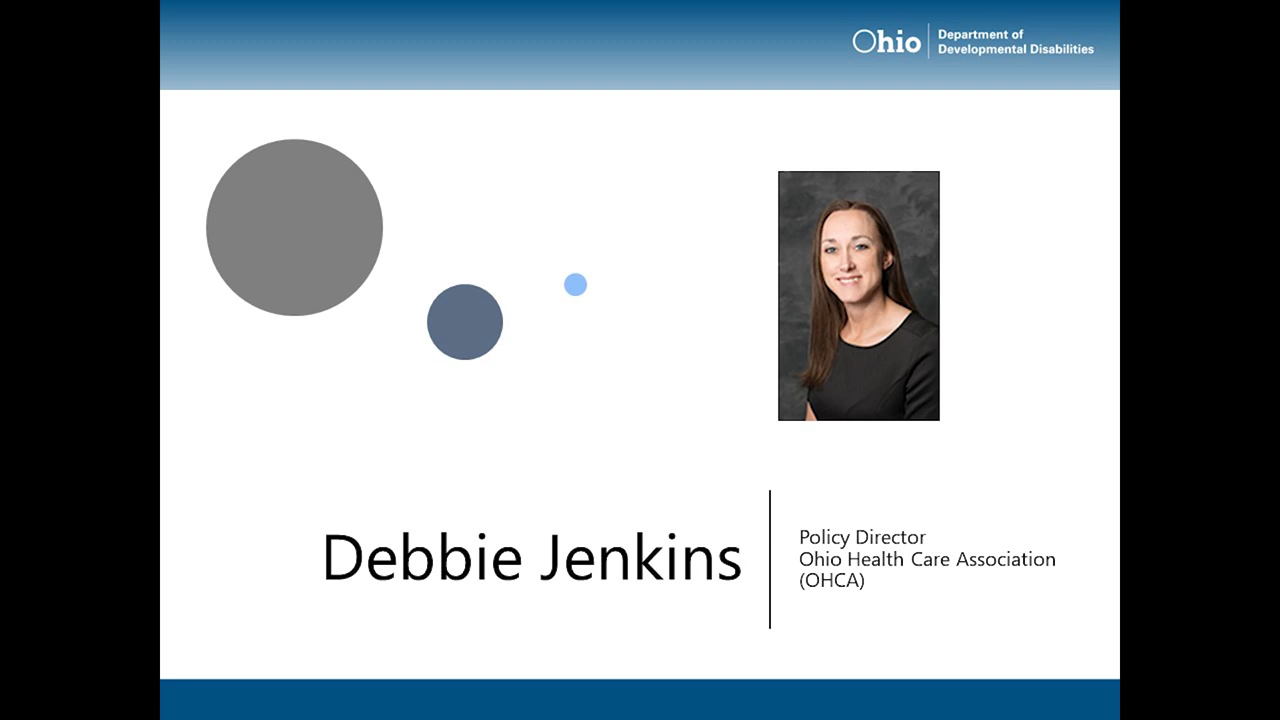 Ohio
Department of
Developmental Disabilities
Debbie Jenkins
Policy Director
Ohio Health Care Association
(OHCA)